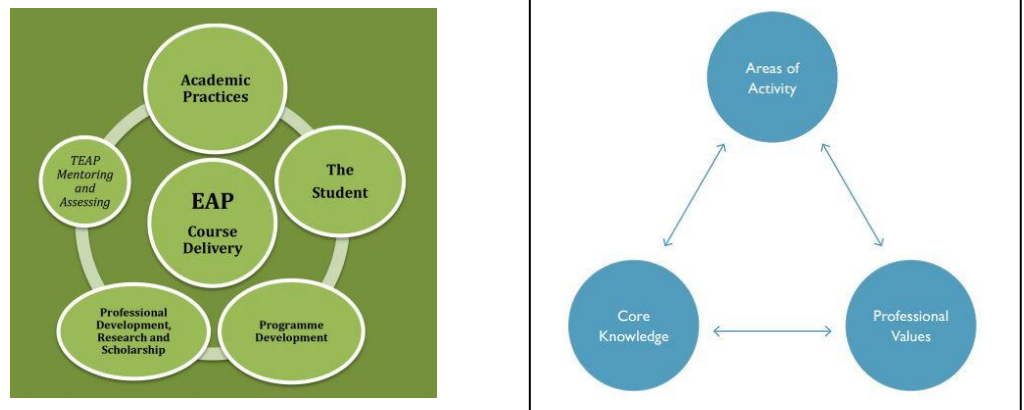 Academic
Practices
The
Student
EAP
Course
Delivery
TEAP
Mentoring
and
Assessing
Professional
Development,
Research and
Scholarship
Programme
Development
Areas of
Activity
Core
Knowledge
Professional
Values